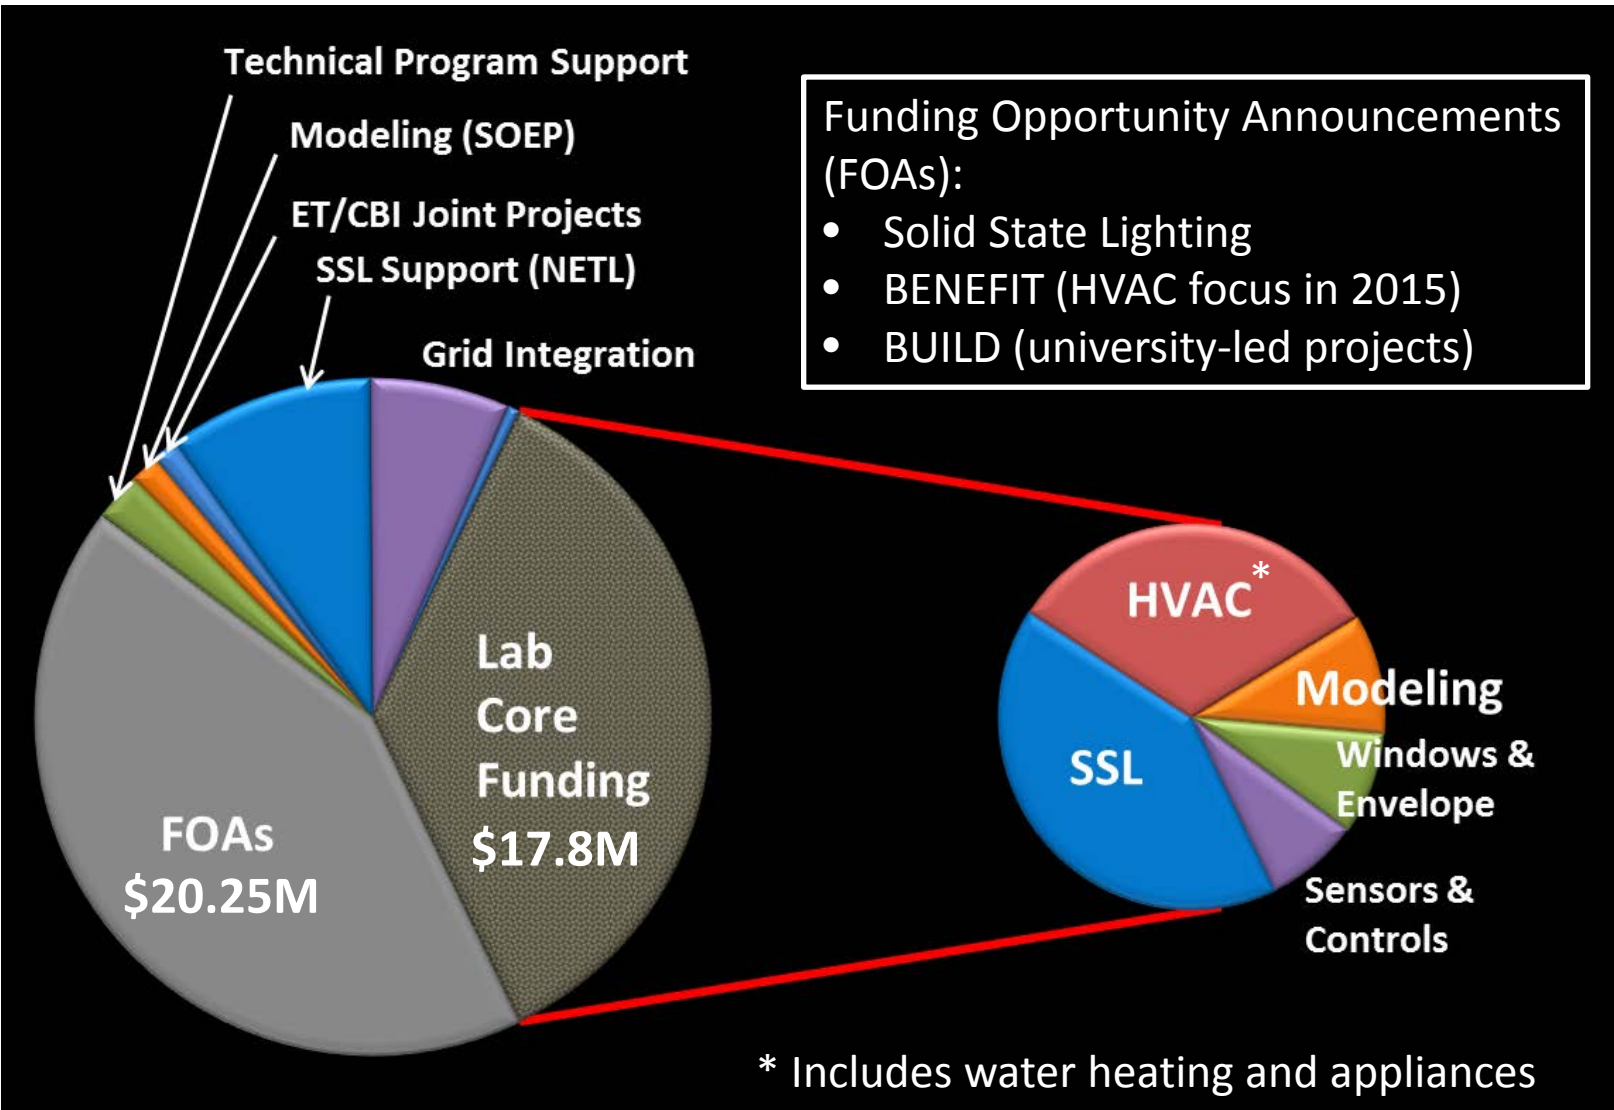 Technical Program Support
Modeling (SOEP)
ET/CBI Joint Projects
SSL Support (NETL)
Grid Integration
Funding Opportunity Announcements
(FOAs):
• Solid State Lighting
• BENEFIT (HVAC focus in 2015)
• BUILD (university-led projects)
Lab
Core
Funding
$17.8M
FOAs
$20.25M
HVAC*
Modeling
Windows &
Envelope
SSL
Sensors &
Controls
* Includes water heating and appliances